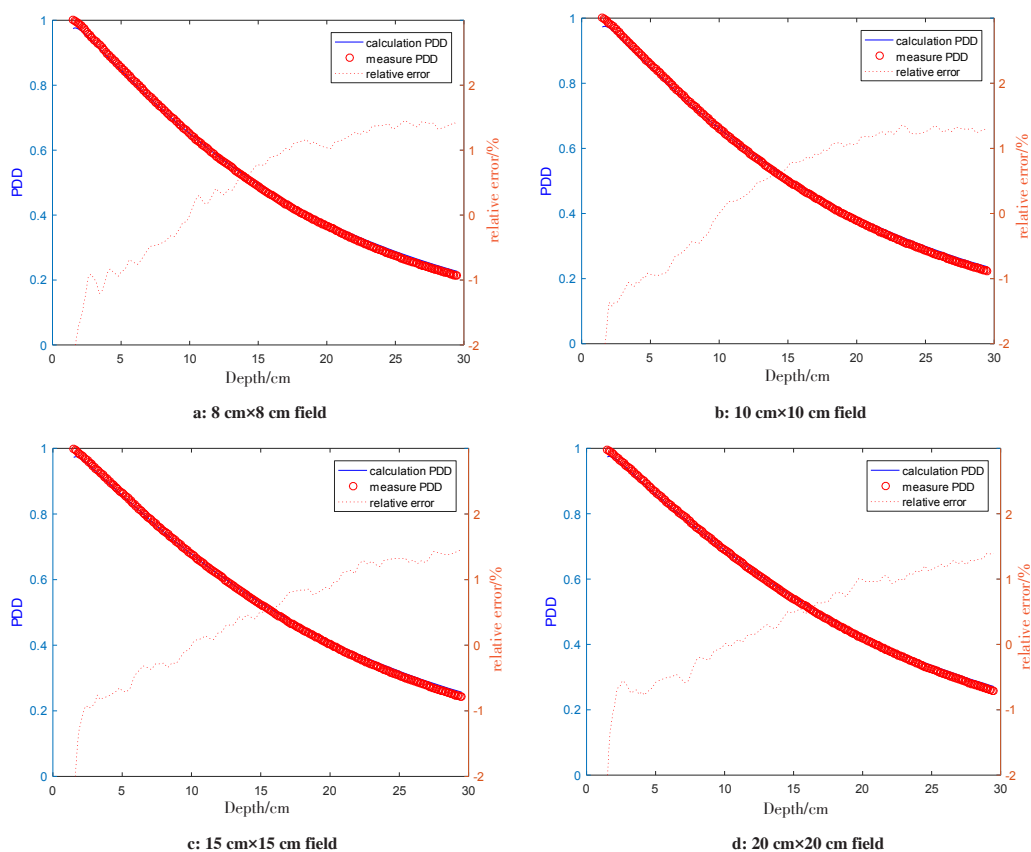 calculation PDD
measure PDD
relative error
PDD
relative error/%
0
0.2
0.4
0.6
0.8
1
-2
-1
0
1
2
0
5
10
15
20
25
30
Depth/cm
a: 8 cm×8 cm field
calculation PDD
measure PDD
relative error
PDD
relative error/%
0
0.2
0.4
0.6
0.8
1
-2
-1
0
1
2
0
5
10
15
20
25
30
Depth/cm
b: 10 cm×10 cm field
calculation PDD
measure PDD
relative error
PDD
relative error/%
0
0.2
0.4
0.6
0.8
1
-2
-1
0
1
2
0
5
10
15
20
25
30
Depth/cm
c: 15 cm×15 cm field
calculation PDD
measure PDD
relative error
PDD
relative error/%
0
0.2
0.4
0.6
0.8
1
-2
-1
0
1
2
0
5
10
15
20
25
30
Depth/cm
d: 20 cm×20 cm field